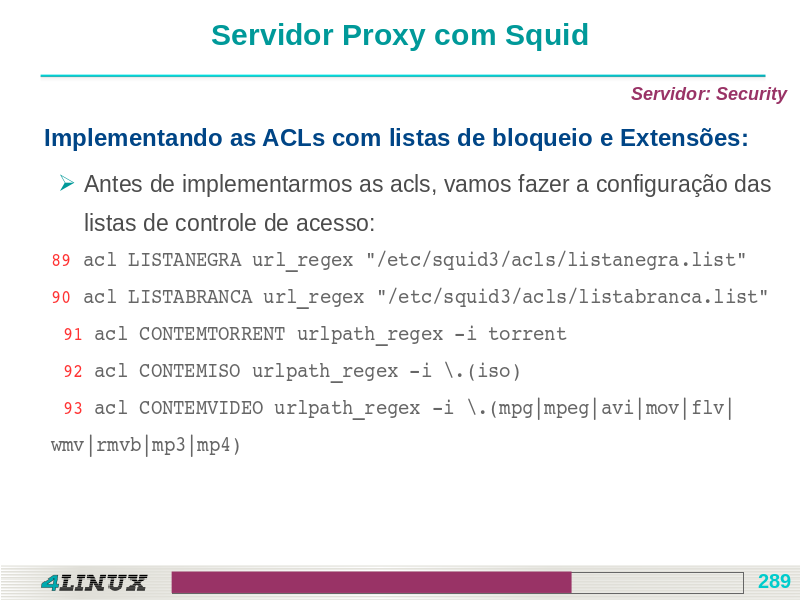 Servidor Proxy com Squid
Servidor: Security
Implementando as ACLs com listas de bloqueio e Extensões:
Antes de implementarmos as acls, vamos fazer a configuração das
listas de controle de acesso:
89 acl LISTANEGRA url_regex "/etc/squid3/acls/listanegra.list"
90 acl LISTABRANCA url_regex "/etc/squid3/acls/listabranca.list"
91 acl CONTEMTORRENT urlpath_regex -i torrent
92 acl CONTEMISO urlpath_regex -i \.(iso)
93 acl CONTEMVIDEO urlpath_regex -i \.(mpg|mpeg|avi|mov|flv|
wmv|rmvb|mp3|mp4)
4LINUX
289